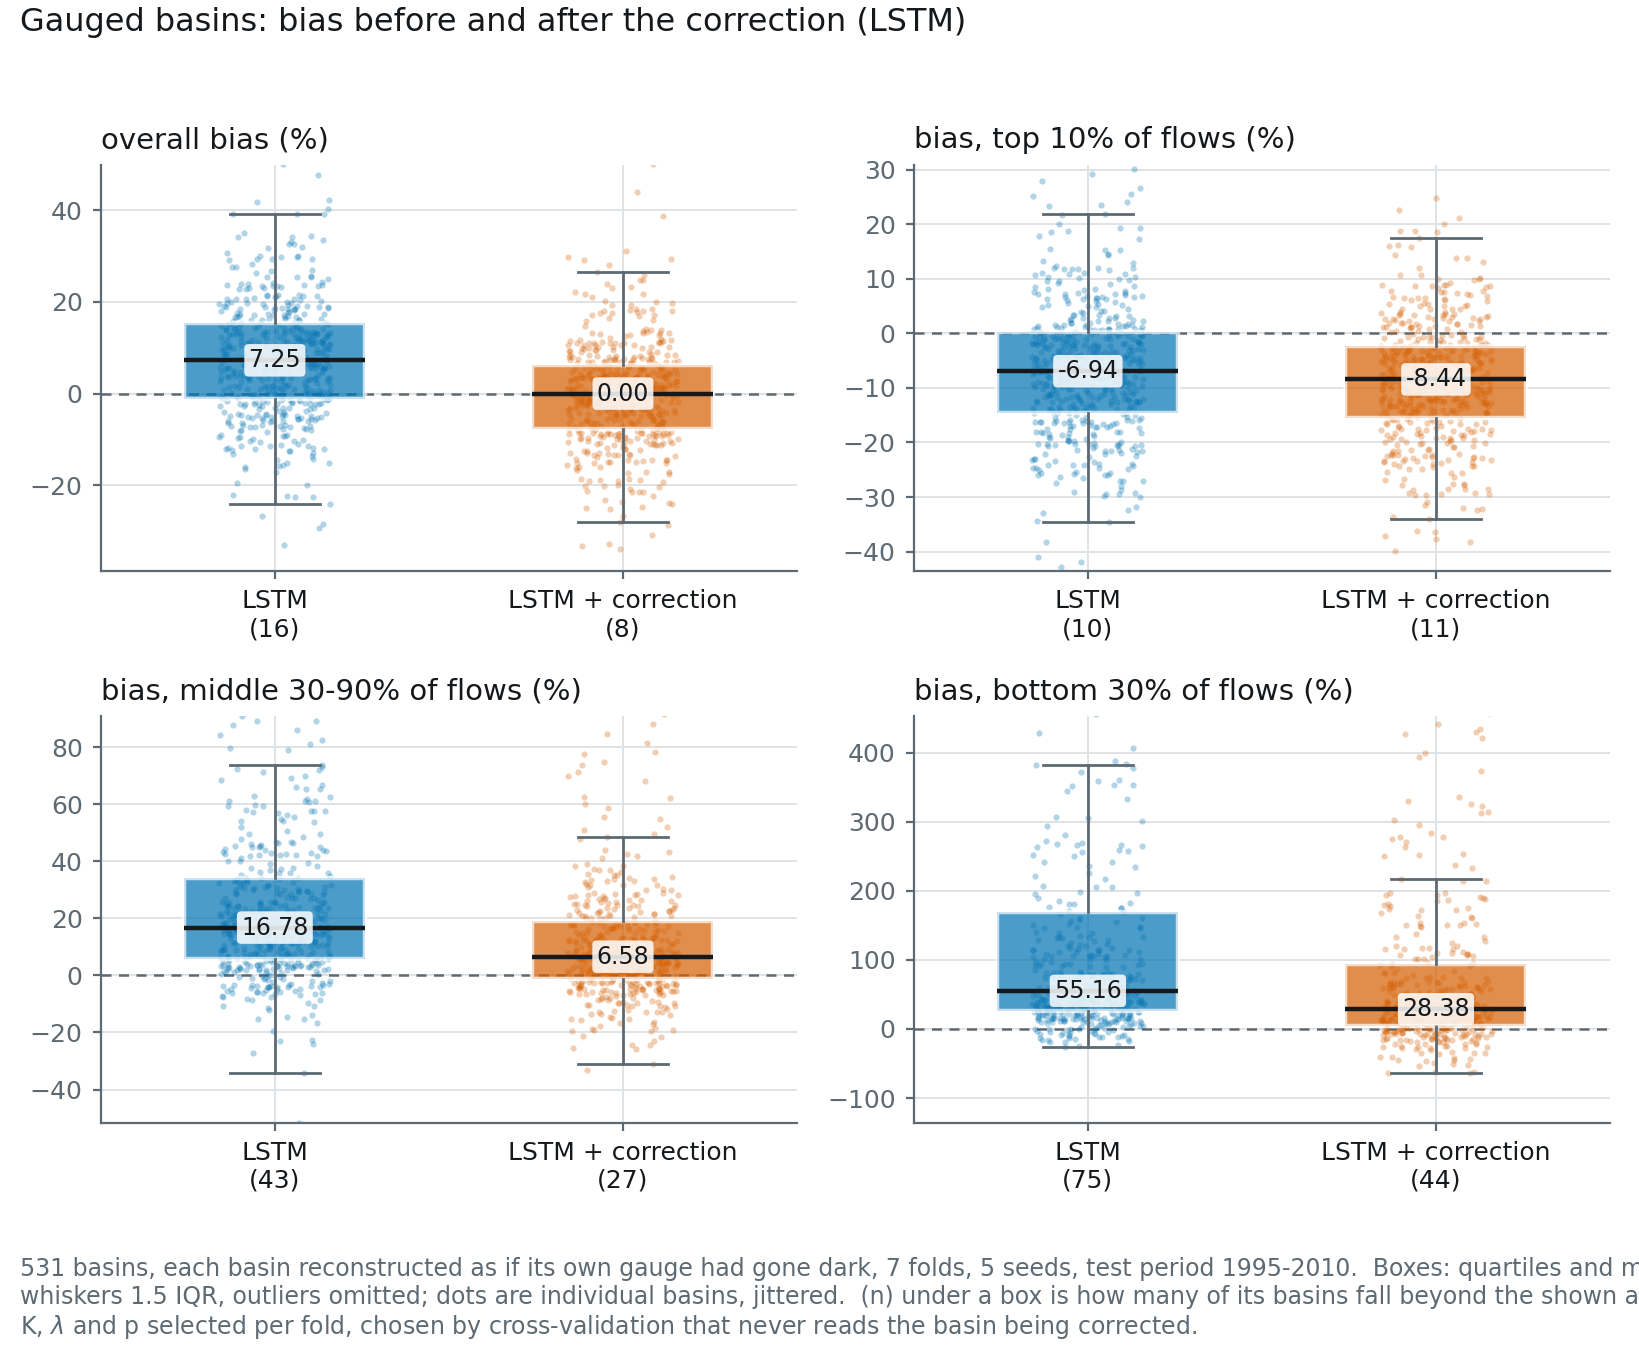 Gauged basins: bias before and after the correction (LSTM)
overall bias (%)
40
20
0
−20
7.25
0.00
LSTM
(16)
LSTM + correction
(8)
bias, top 10% of flows (%)
30
20
10
0
−10
−20
−30
−40
-6.94
-8.44
LSTM
(10)
LSTM + correction
(11)
bias, middle 30-90% of flows (%)
80
60
40
20
0
−20
−40
16.78
6.58
LSTM
(43)
LSTM + correction
(27)
bias, bottom 30% of flows (%)
400
300
200
100
0
−100
55.16
28.38
LSTM
(75)
LSTM + correction
(44)
531 basins, each basin reconstructed as if its own gauge had gone dark, 7 folds, 5 seeds, test period 1995-2010.  Boxes: quartiles and
whiskers 1.5 IQR, outliers omitted; dots are individual basins, jittered.  (n) under a box is how many of its basins fall beyond the shown
K, λ and p selected per fold, chosen by cross-validation that never reads the basin being corrected.